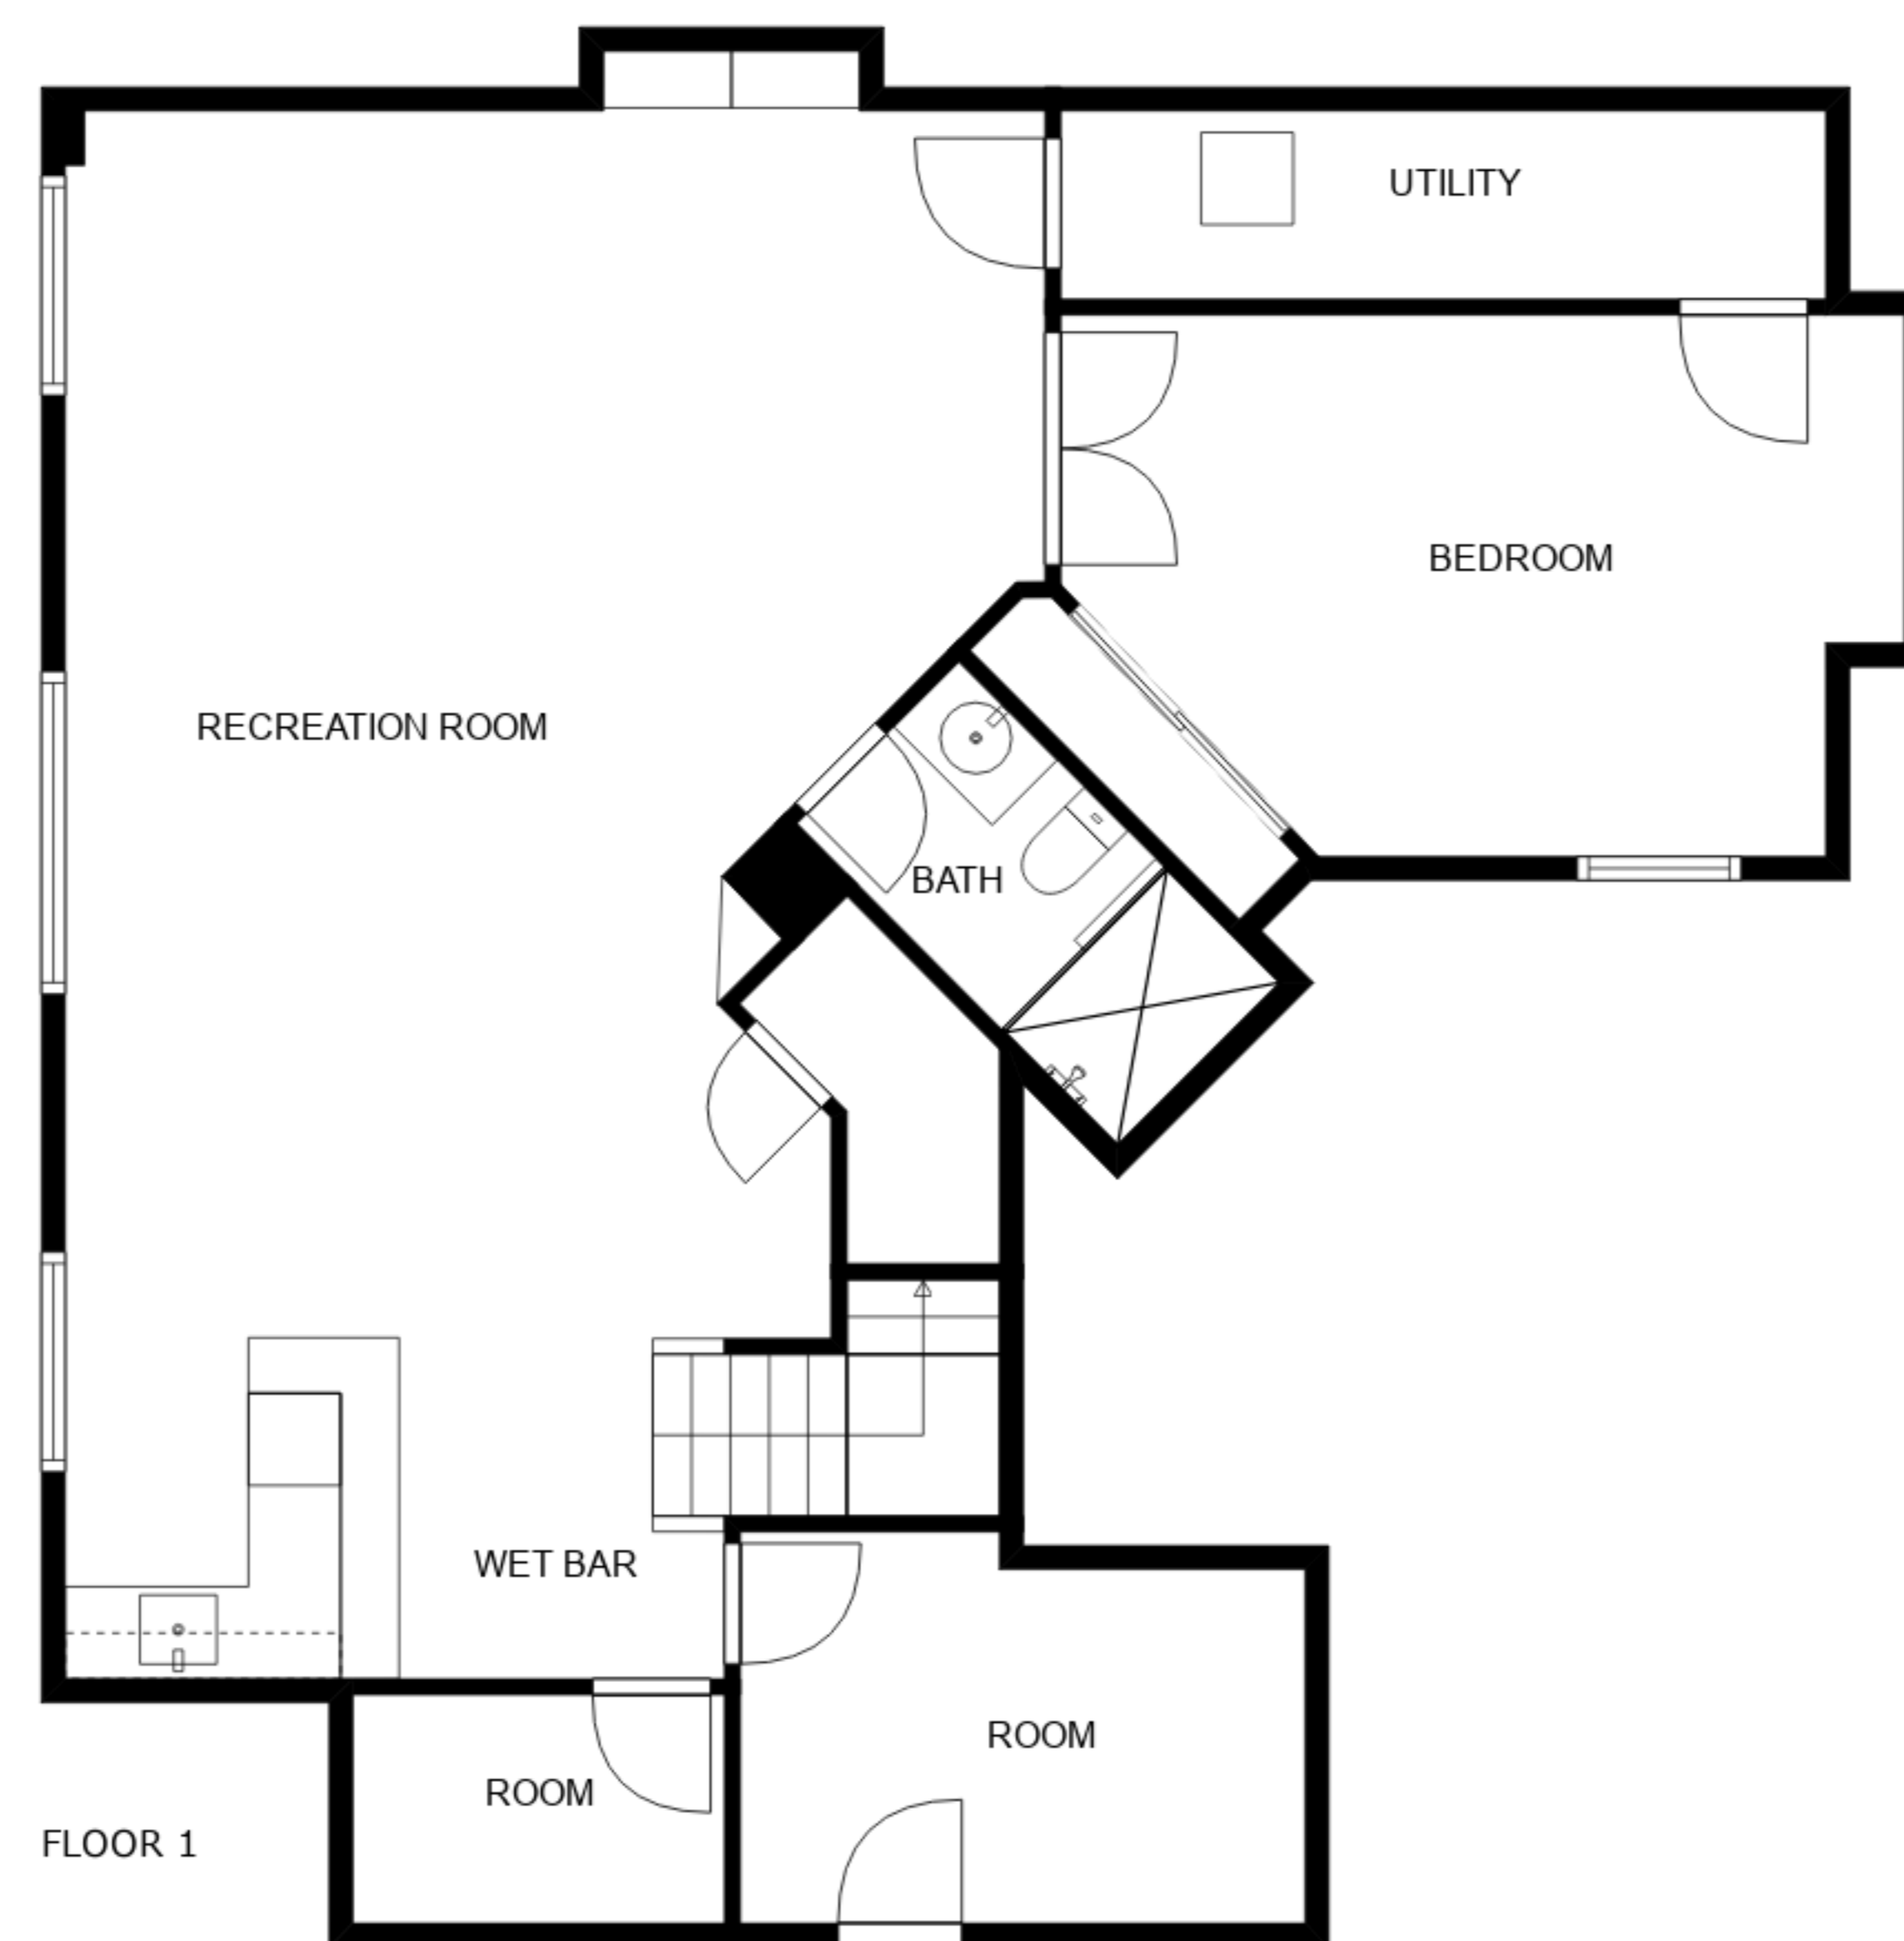 UTILITY
BEDROOM
RECREATION ROOM
BATH
WET BAR
ROOM
ROOM
FLOOR 1